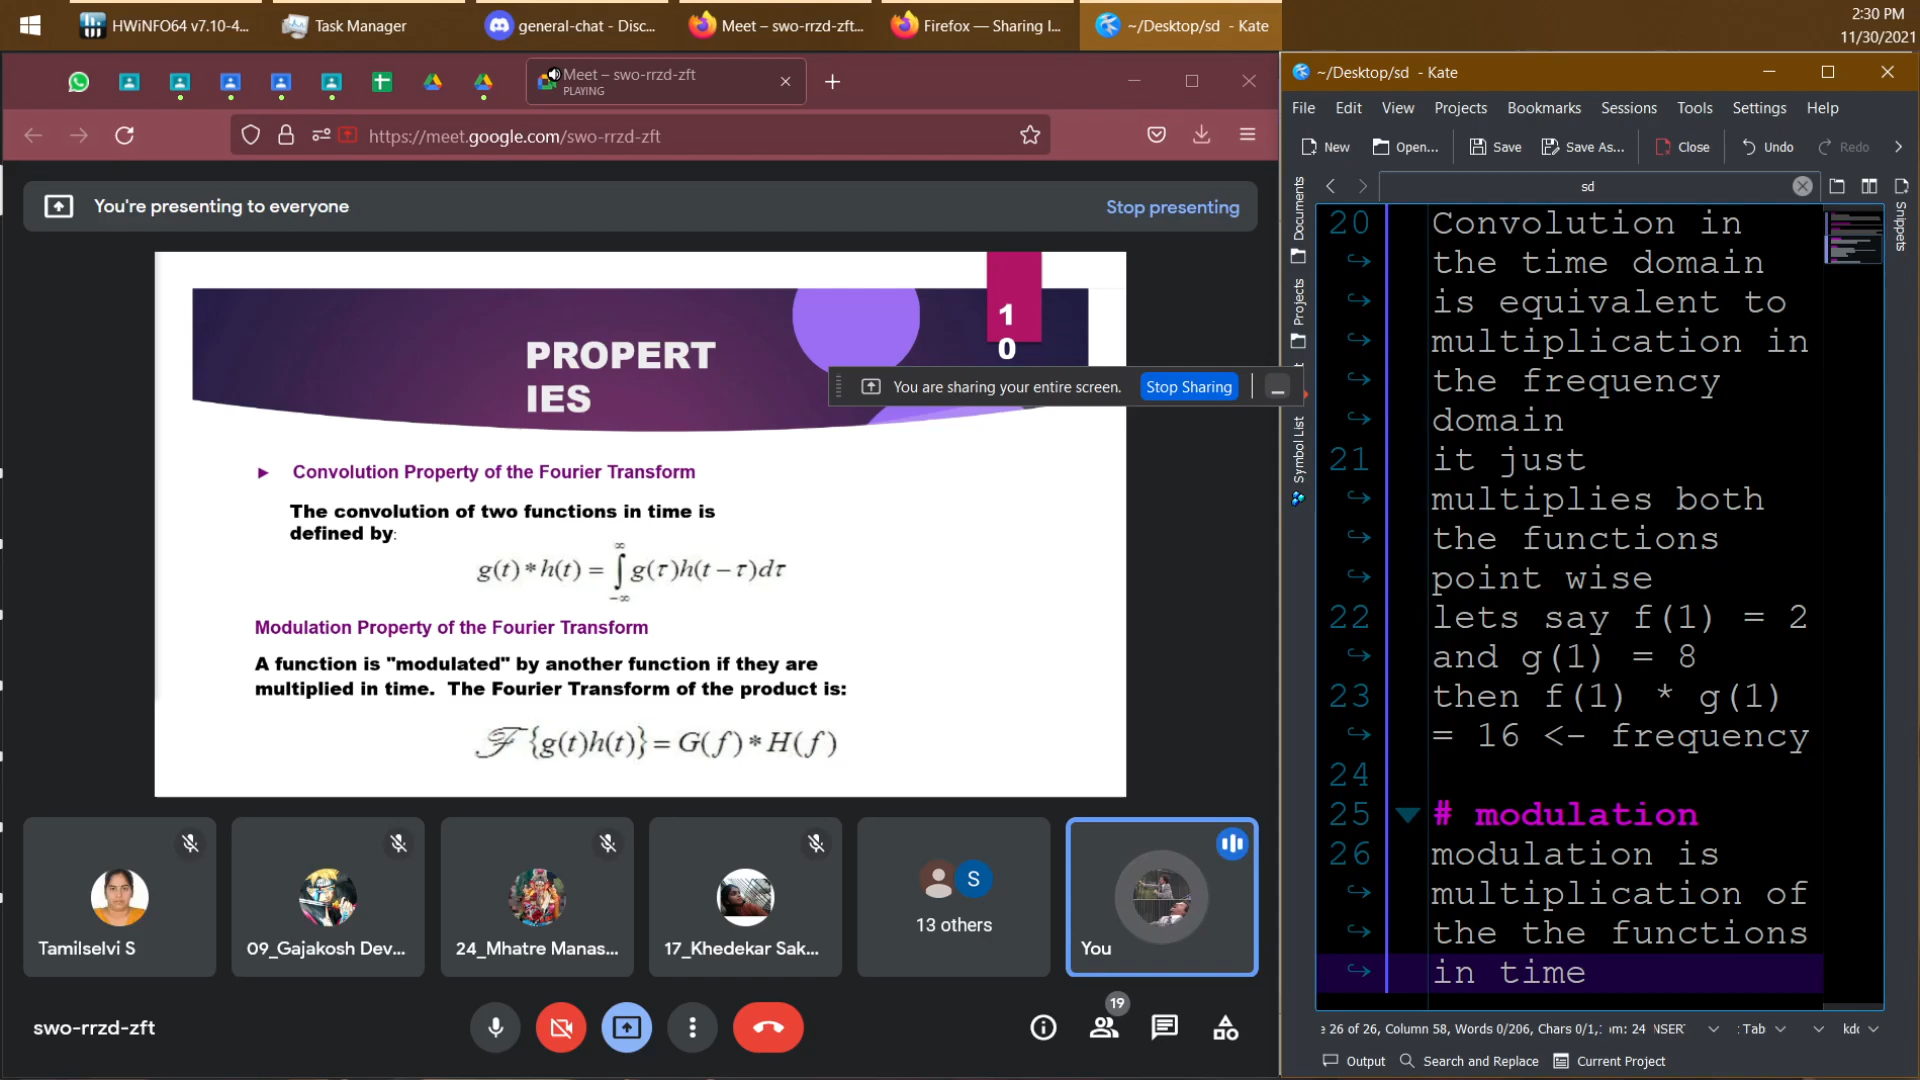 HWiNFO64 v7.10-4...
Task Manager
general-chat - Disc...
Meet – swo-rrzd-zft...
Firefox — Sharing I...
~/Desktop/sd - Kate
2:30 PM
11/30/2021
Meet – swo-rrzd-zft
PLAYING
https://meet.google.com/swo-rrzd-zft
You're presenting to everyone
Stop presenting
PROPERT
IES
1
0
You are sharing your entire screen.
Stop Sharing
► Convolution Property of the Fourier Transform
The convolution of two functions in time is
defined by:
g(t)*h(t) = ∫_{-∞}^{∞} g(τ)h(t−τ)dτ
Modulation Property of the Fourier Transform
A function is "modulated" by another function if they are
multiplied in time. The Fourier Transform of the product is:
ℱ{g(t)h(t)} = G(f)*H(f)
S
13 others
Tamilselvi S
09_Gajakosh Dev...
24_Mhatre Manas...
17_Khedekar Sak...
You
swo-rrzd-zft
19
~/Desktop/sd - Kate
File Edit View Projects Bookmarks Sessions Tools Settings Help
New Open... Save Save As... Close Undo Redo
sd
Documents
Projects
Symbol List
Snippets
20 Convolution in
the time domain
is equivalent to
multiplication in
the frequency
domain
21 it just
multiplies both
the functions
point wise
22 lets say f(1) = 2
and g(1) = 8
23 then f(1) * g(1)
= 16 <- frequency
24
25 # modulation
26 modulation is
multiplication of
the the functions
in time
e 26 of 26, Column 58, Words 0/206, Chars 0/1, om: 24 INSERT : Tab kdc
Output Search and Replace Current Project